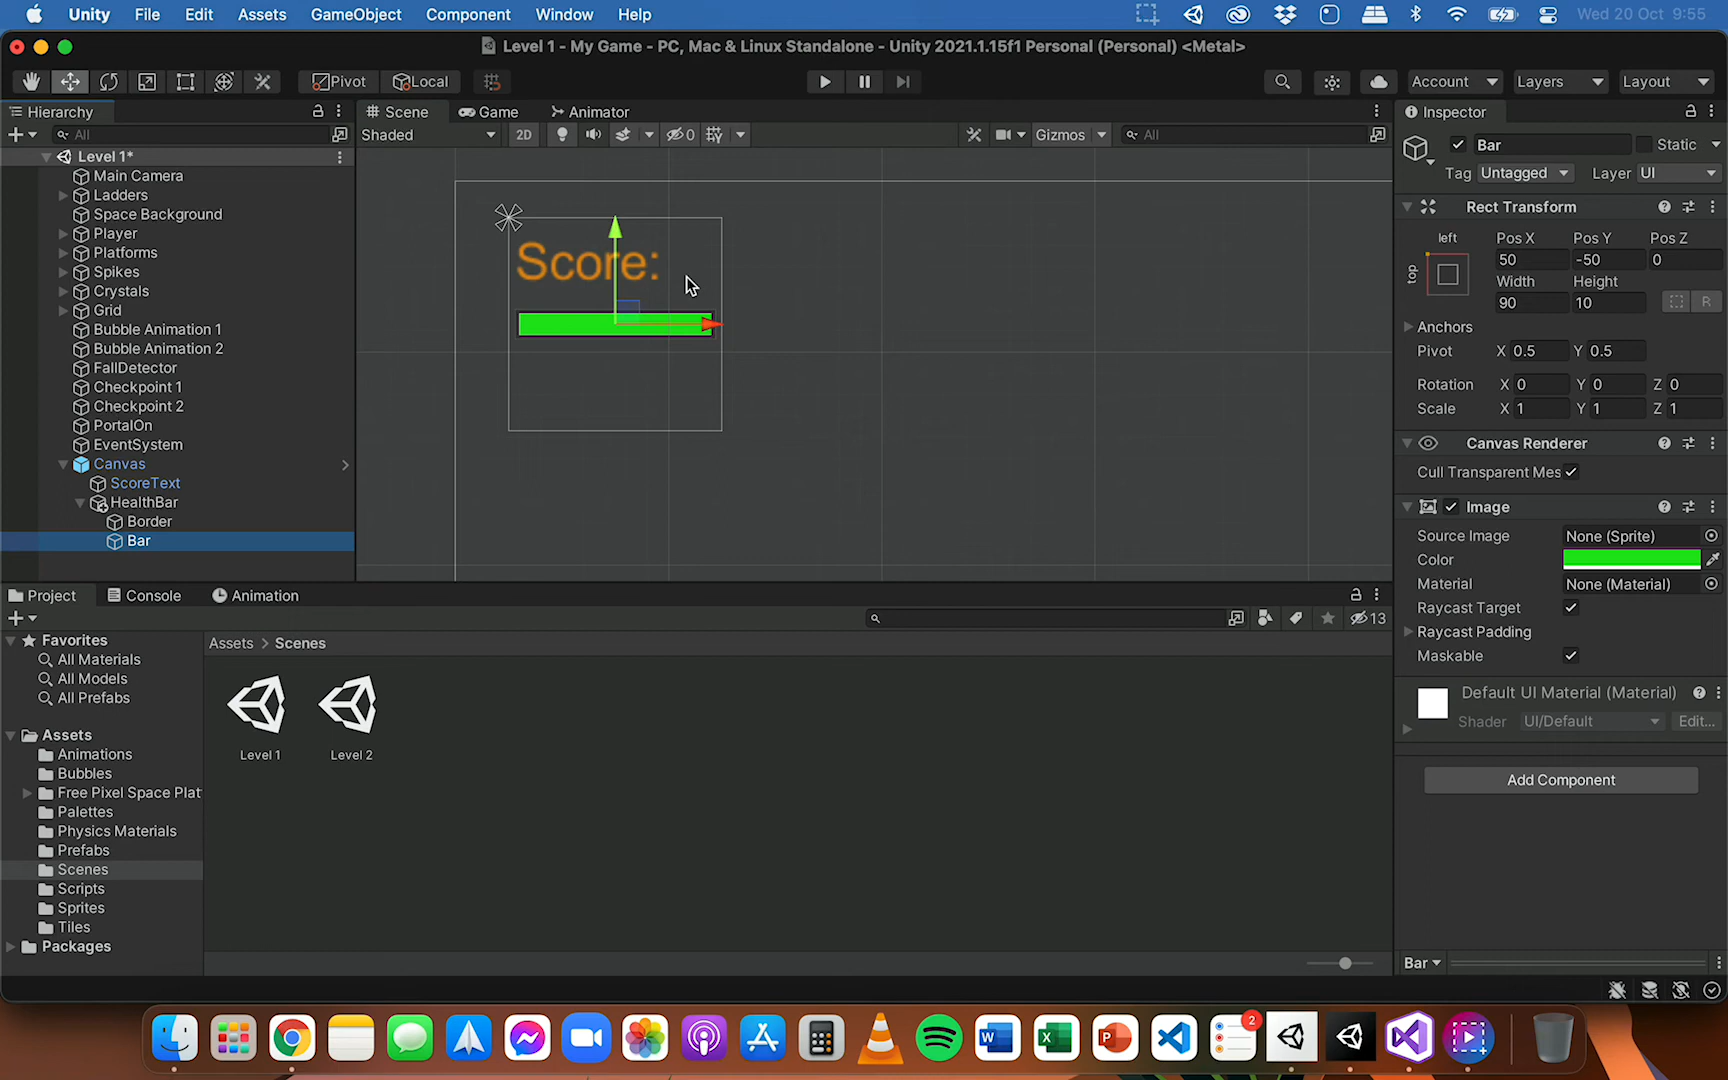 Unity File Edit Assets GameObject Component Window Help Wed 20 Oct 9:55
Level 1 - My Game - PC, Mac & Linux Standalone - Unity 2021.1.15f1 Personal (Personal) <Metal>
Pivot Local Account Layers Layout
Hierarchy
All
Level 1*
Main Camera
Ladders
Space Background
Player
Platforms
Spikes
Crystals
Grid
Bubble Animation 1
Bubble Animation 2
FallDetector
Checkpoint 1
Checkpoint 2
PortalOn
EventSystem
Canvas
ScoreText
HealthBar
Border
Bar
Scene Game Animator
Shaded 2D 0 Gizmos All
Score:
Inspector
Bar Static
Tag Untagged Layer UI
Rect Transform
left Pos X Pos Y Pos Z
top 50 -50 0
Width Height
90 10 R
Anchors
Pivot X 0.5 Y 0.5
Rotation X 0 Y 0 Z 0
Scale X 1 Y 1 Z 1
Canvas Renderer
Cull Transparent Mes
Image
Source Image None (Sprite)
Color
Material None (Material)
Raycast Target
Raycast Padding
Maskable
Default UI Material (Material)
Shader UI/Default Edit...
Add Component
Bar
Project Console Animation
13
Favorites
All Materials
All Models
All Prefabs
Assets
Animations
Bubbles
Free Pixel Space Plat
Palettes
Physics Materials
Prefabs
Scenes
Scripts
Sprites
Tiles
Packages
Assets > Scenes
Level 1 Level 2
W X P 2